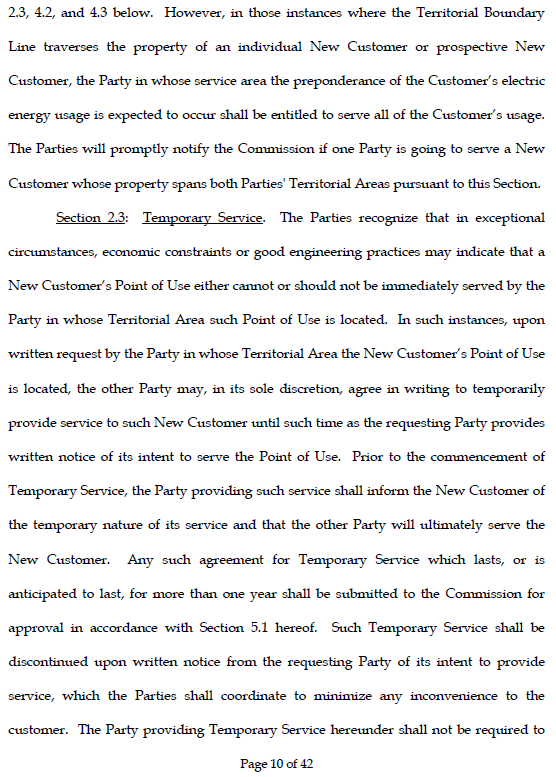 2.3, 4.2, and 4.3 below.  However, in those instances where the Territorial Boundary
Line traverses the property of an individual New Customer or prospective New
Customer, the Party in whose service area the preponderance of the Customer's electric
energy usage is expected to occur shall be entitled to serve all of the Customer's usage.
The Parties will promptly notify the Commission if one Party is going to serve a New
Customer whose property spans both Parties' Territorial Areas pursuant to this Section.
Section 2.3:  Temporary Service.  The Parties recognize that in exceptional
circumstances, economic constraints or good engineering practices may indicate that a
New Customer's Point of Use either cannot or should not be immediately served by the
Party in whose Territorial Area such Point of Use is located.  In such instances, upon
written request by the Party in whose Territorial Area the New Customer's Point of Use
is located, the other Party may, in its sole discretion, agree in writing to temporarily
provide service to such New Customer until such time as the requesting Party provides
written notice of its intent to serve the Point of Use.  Prior to the commencement of
Temporary Service, the Party providing such service shall inform the New Customer of
the temporary nature of its service and that the other Party will ultimately serve the
New Customer.  Any such agreement for Temporary Service which lasts, or is
anticipated to last, for more than one year shall be submitted to the Commission for
approval in accordance with Section 5.1 hereof.  Such Temporary Service shall be
discontinued upon written notice from the requesting Party of its intent to provide
service, which the Parties shall coordinate to minimize any inconvenience to the
customer.  The Party providing Temporary Service hereunder shall not be required to
Page 10 of 42